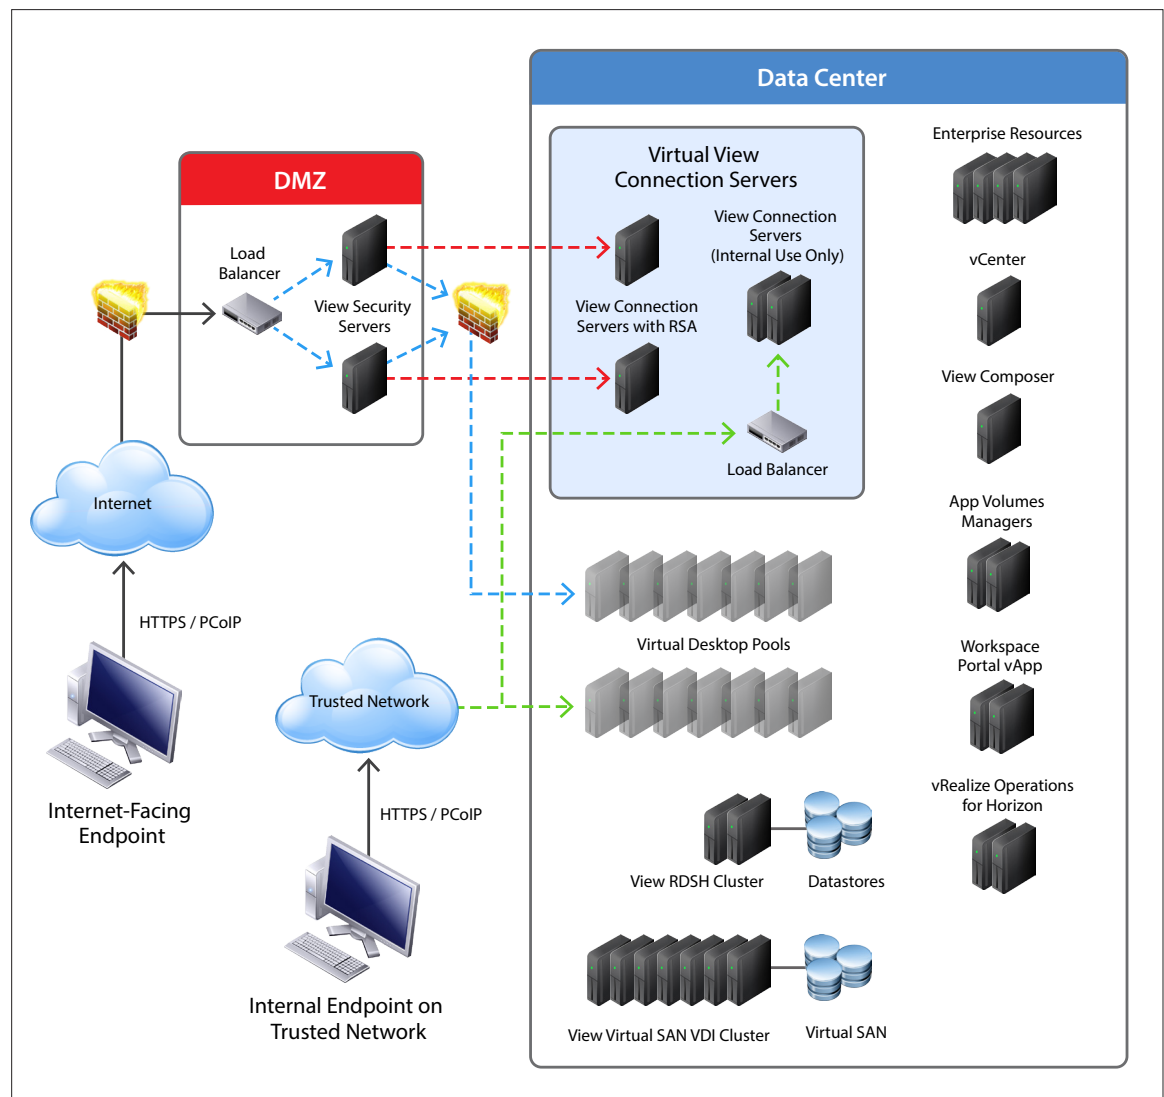 Data Center
DMZ
Load
Balancer
View Security
Servers
Virtual View
Connection Servers
View Connection
Servers
(Internal Use Only)
View Connection
Servers with RSA
Load Balancer
Enterprise Resources
vCenter
View Composer
App Volumes
Managers
Workspace
Portal vApp
vRealize Operations
for Horizon
Internet
HTTPS / PCoIP
Internet-Facing
Endpoint
Trusted Network
HTTPS / PCoIP
Internal Endpoint on
Trusted Network
Virtual Desktop Pools
View RDSH Cluster
Datastores
View Virtual SAN VDI Cluster
Virtual SAN